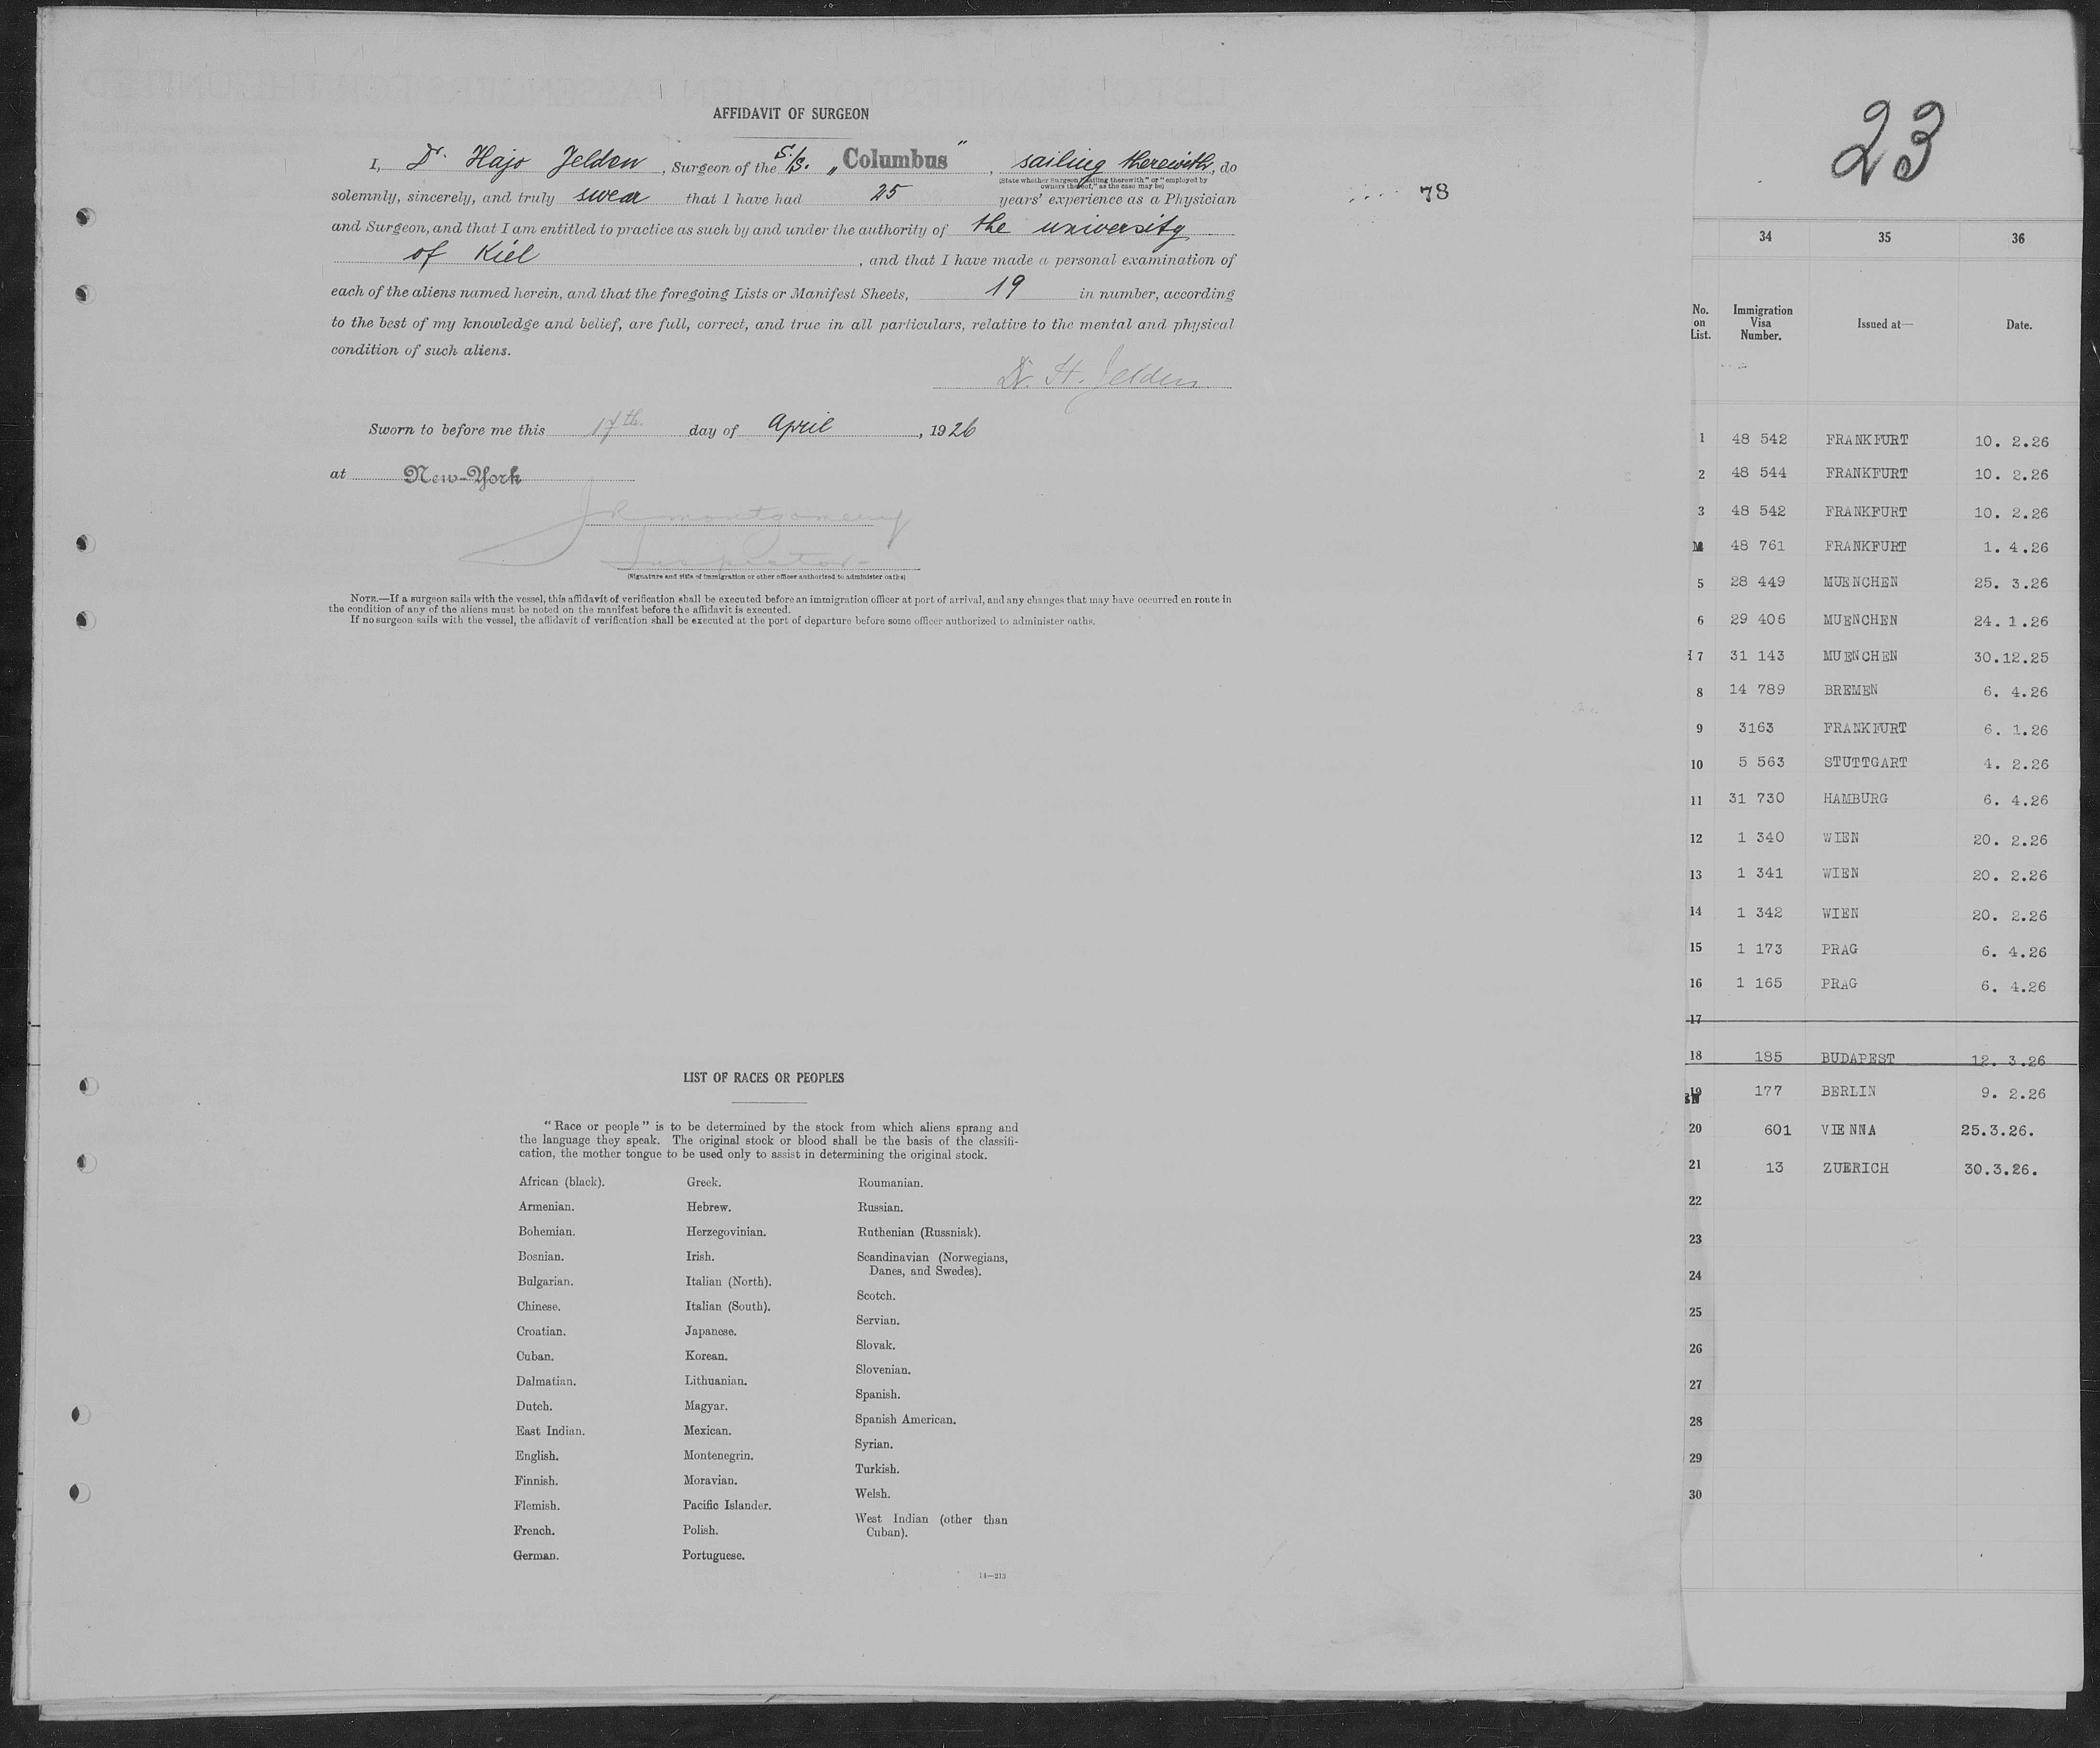 AFFIDAVIT OF SURGEON
I, Dr. Hajo Jelden, Surgeon of the S/S. „Columbus", sailing therewith, do
(State whether Surgeon "sailing therewith" or "employed by
owners thereof," as the case may be)
solemnly, sincerely, and truly swear that I have had 25 years' experience as a Physician
and Surgeon, and that I am entitled to practice as such by and under the authority of the university
of Kiel, and that I have made a personal examination of
each of the aliens named herein, and that the foregoing Lists or Manifest Sheets, 19 in number, according
to the best of my knowledge and belief, are full, correct, and true in all particulars, relative to the mental and physical
condition of such aliens.
Dr. H. Jelden
Sworn to before me this 17th. day of April, 1926
at New-York
J R Montgomery
Inspector
(Signature and title of immigration or other officer authorized to administer oaths)
NOTE.—If a surgeon sails with the vessel, this affidavit of verification shall be executed before an immigration officer at port of arrival, and any changes that may have occurred en route in
the condition of any of the aliens must be noted on the manifest before the affidavit is executed.
If no surgeon sails with the vessel, the affidavit of verification shall be executed at the port of departure before some officer authorized to administer oaths.
78
LIST OF RACES OR PEOPLES
"Race or people" is to be determined by the stock from which aliens sprang and
the language they speak. The original stock or blood shall be the basis of the classifi-
cation, the mother tongue to be used only to assist in determining the original stock.
African (black).
Armenian.
Bohemian.
Bosnian.
Bulgarian.
Chinese.
Croatian.
Cuban.
Dalmatian.
Dutch.
East Indian.
English.
Finnish.
Flemish.
French.
German.
Greek.
Hebrew.
Herzegovinian.
Irish.
Italian (North).
Italian (South).
Japanese.
Korean.
Lithuanian.
Magyar.
Mexican.
Montenegrin.
Moravian.
Pacific Islander.
Polish.
Portuguese.
Roumanian.
Russian.
Ruthenian (Russniak).
Scandinavian (Norwegians,
Danes, and Swedes).
Scotch.
Servian.
Slovak.
Slovenian.
Spanish.
Spanish American.
Syrian.
Turkish.
Welsh.
West Indian (other than
Cuban).
14—213
23
34 35 36
No. on List. Immigration Visa Number. Issued at— Date.
1 48 542 FRANKFURT 10. 2.26
2 48 544 FRANKFURT 10. 2.26
3 48 542 FRANKFURT 10. 2.26
48 761 FRANKFURT 1. 4.26
5 28 449 MUENCHEN 25. 3.26
6 29 406 MUENCHEN 24. 1.26
7 31 143 MUENCHEN 30.12.25
8 14 789 BREMEN 6. 4.26
9 3163 FRANKFURT 6. 1.26
10 5 563 STUTTGART 4. 2.26
11 31 730 HAMBURG 6. 4.26
12 1 340 WIEN 20. 2.26
13 1 341 WIEN 20. 2.26
14 1 342 WIEN 20. 2.26
15 1 173 PRAG 6. 4.26
16 1 165 PRAG 6. 4.26
17
18 185 BUDAPEST 12. 3.26
19 177 BERLIN 9. 2.26
20 601 VIENNA 25.3.26.
21 13 ZUERICH 30.3.26.
22
23
24
25
26
27
28
29
30